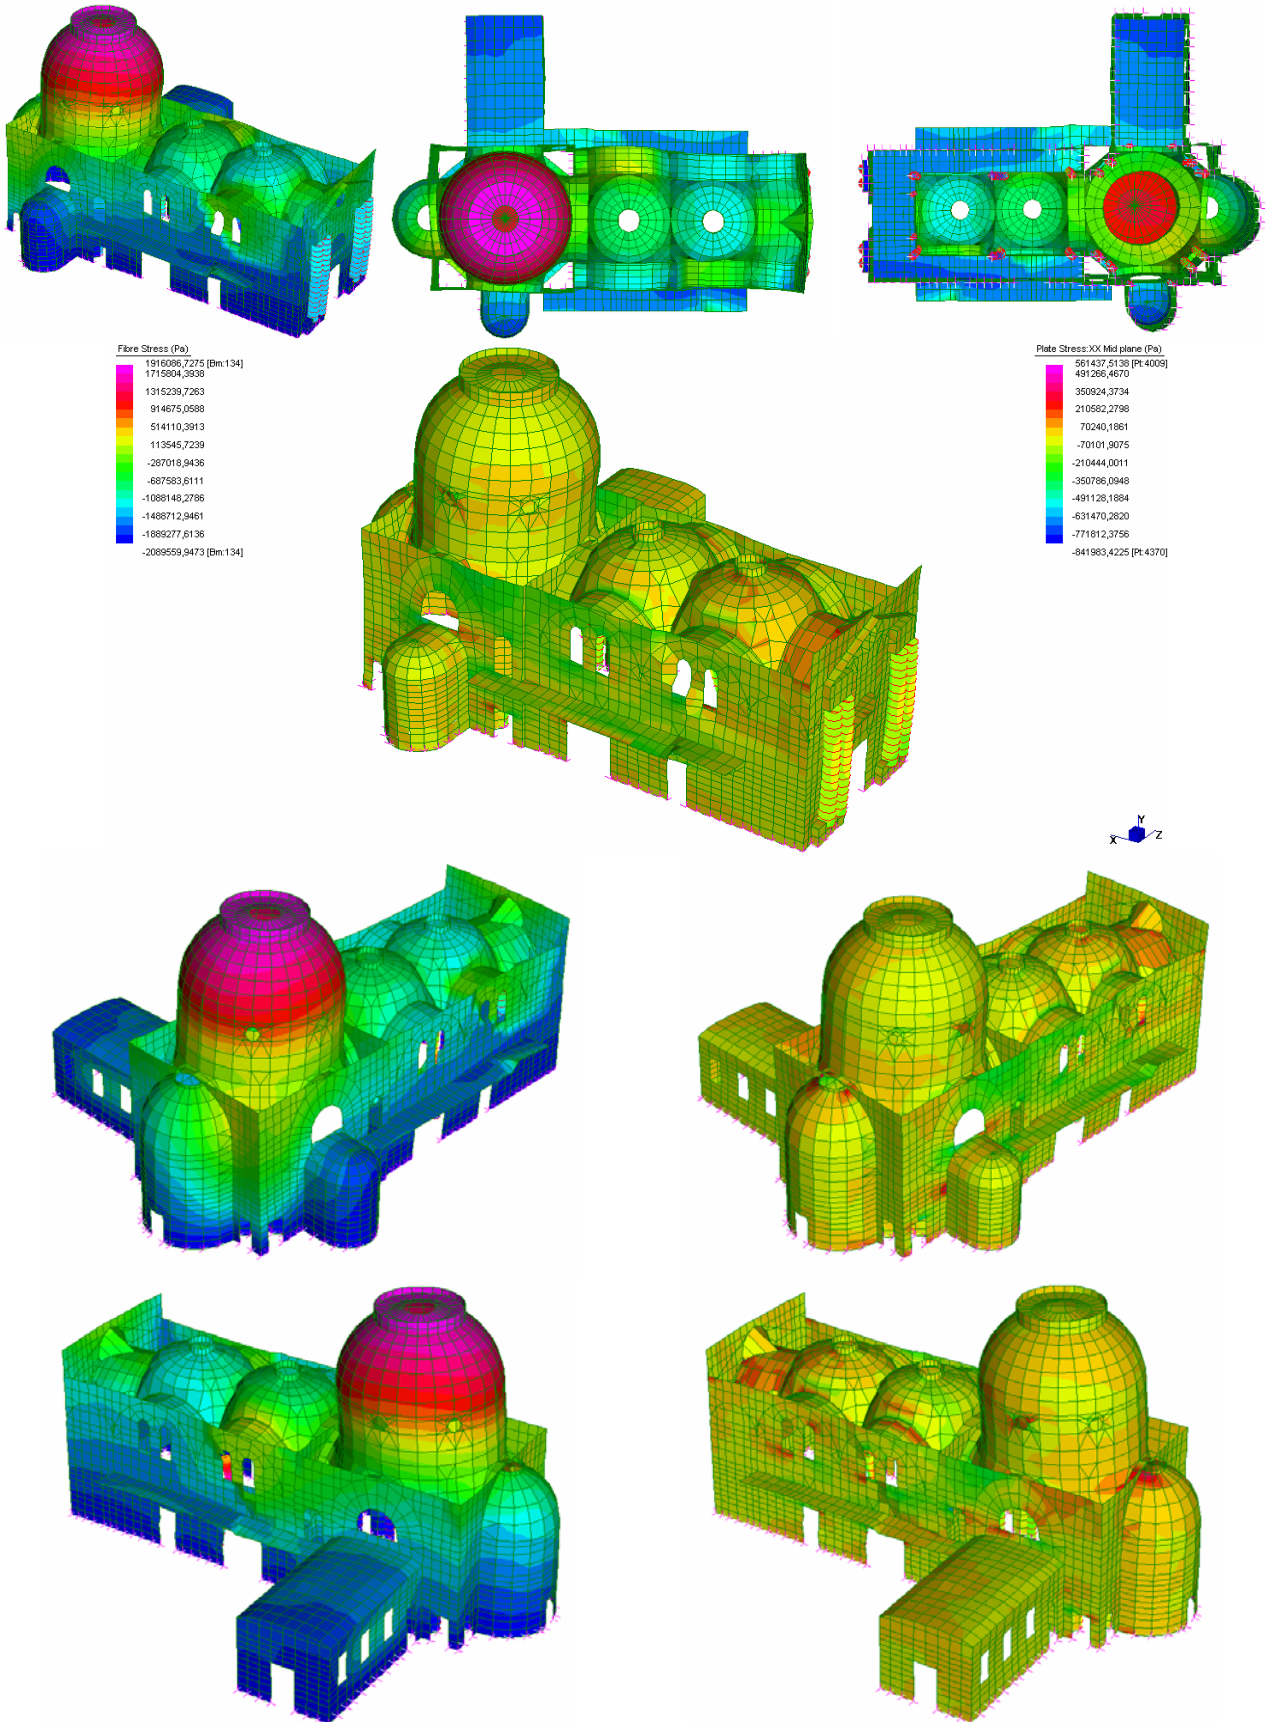 Fibre Stress (Pa)
1916086,7275 [Bm:134]
1715804,3938
1315239,7263
914675,0588
514110,3913
113545,7239
-287018,9436
-687583,6111
-1088148,2786
-1488712,9461
-1889277,6136
-2089559,9473 [Bm:134]
Plate Stress:XX Mid plane (Pa)
561437,5138 [Pt:4009]
491266,4670
350924,3734
210582,2798
70240,1861
-70101,9075
-210444,0011
-350786,0948
-491128,1884
-631470,2820
-771812,3756
-841983,4225 [Pt:4370]
Y
X
Z